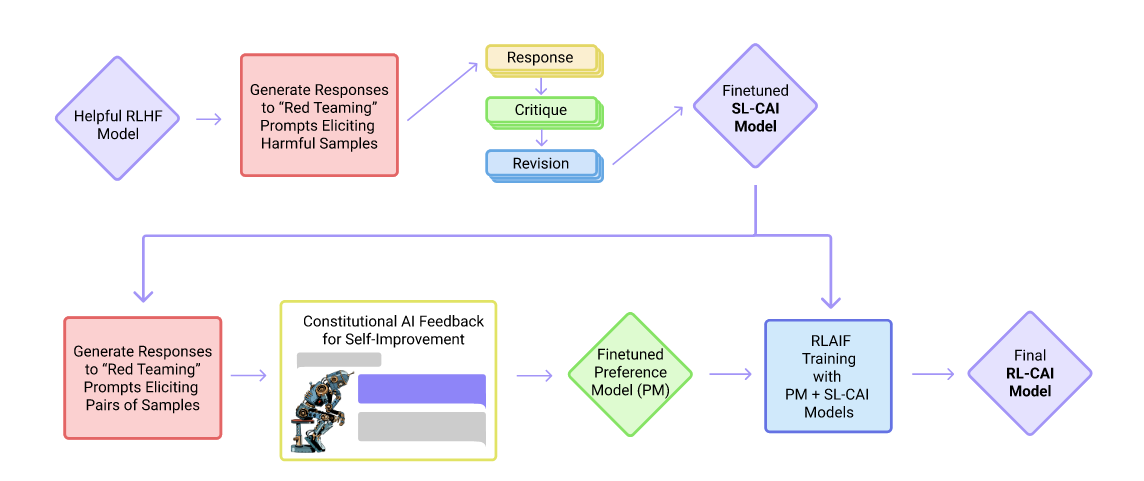 Helpful RLHF
Model
Generate Responses
to “Red Teaming”
Prompts Eliciting
Harmful Samples
Response
Critique
Revision
Finetuned
SL-CAI
Model
Generate Responses
to “Red Teaming”
Prompts Eliciting
Pairs of Samples
Constitutional AI Feedback
for Self-Improvement
Finetuned
Preference
Model (PM)
RLAIF
Training
with
PM + SL-CAI
Models
Final
RL-CAI
Model